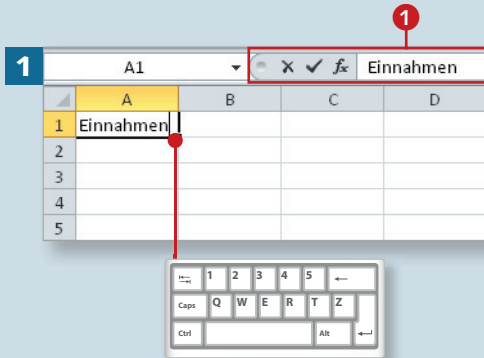 1
1
A1 fx Einnahmen
A B C D
1 Einnahmen
2
3
4
5
1 2 3 4 5
Caps Q W E R T Z
Ctrl Alt